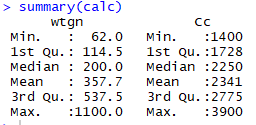 > summary(calc)
wtgn Cc
Min. : 62.0 Min. :1400
1st Qu.: 114.5 1st Qu.:1728
Median : 200.0 Median :2250
Mean : 357.7 Mean :2341
3rd Qu.: 537.5 3rd Qu.:2775
Max. :1100.0 Max. :3900